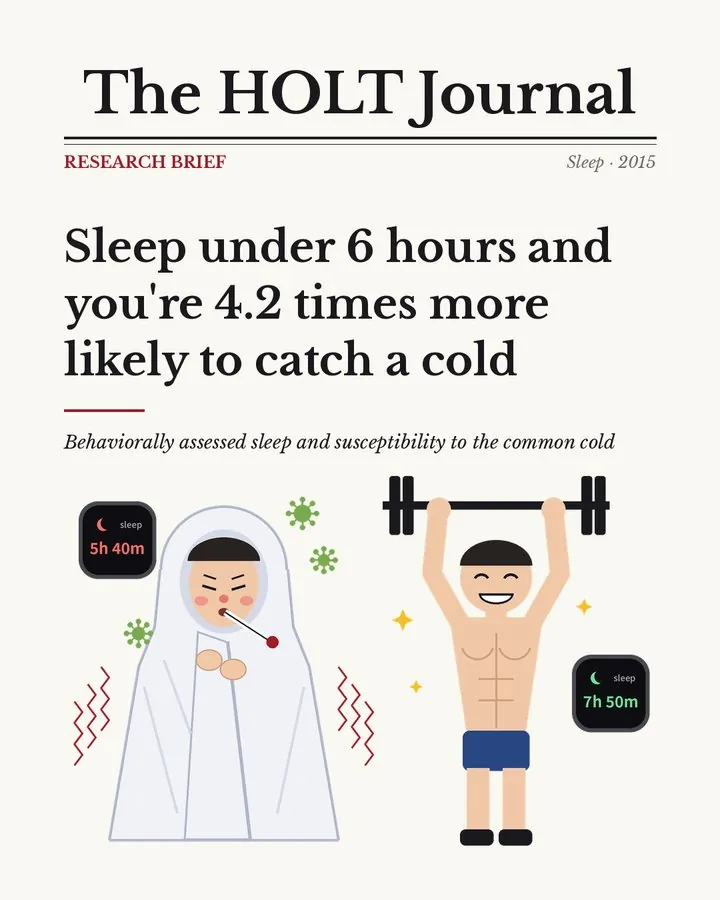 The HOLT Journal
RESEARCH BRIEF
Sleep · 2015
Sleep under 6 hours and
you're 4.2 times more
likely to catch a cold
Behaviorally assessed sleep and susceptibility to the common cold
sleep
5h 40m
sleep
7h 50m